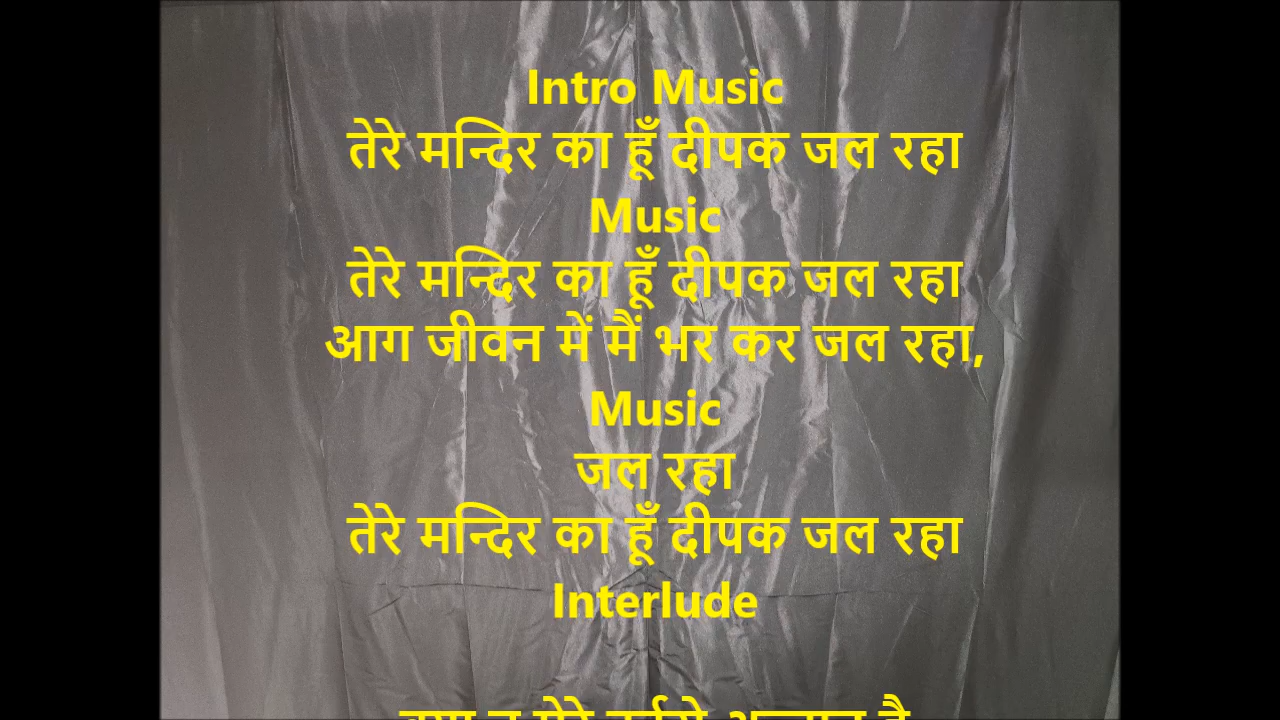 Intro Music
तेरे मन्दिर का हूँ दीपक जल रहा
Music
तेरे मन्दिर का हूँ दीपक जल रहा
आग जीवन में मैं भर कर जल रहा,
Music
जल रहा
तेरे मन्दिर का हूँ दीपक जल रहा
Interlude